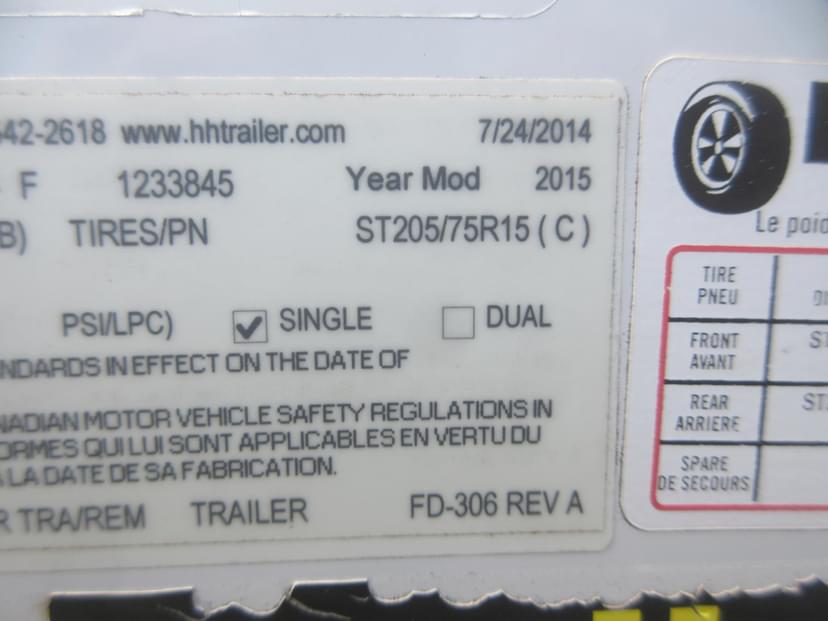 642-2618 www.hhtrailer.com 7/24/2014
F 1233845 Year Mod 2015
B) TIRES/PN ST205/75R15 ( C )
PSI/LPC) SINGLE DUAL
NDARDS IN EFFECT ON THE DATE OF
NADIAN MOTOR VEHICLE SAFETY REGULATIONS IN
ORMES QUI LUI SONT APPLICABLES EN VERTU DU
LA DATE DE SA FABRICATION.
R TRA/REM TRAILER FD-306 REV A
Le poid
TIRE
PNEU
FRONT
AVANT
ST
REAR
ARRIERE
ST
SPARE
DE SECOURS